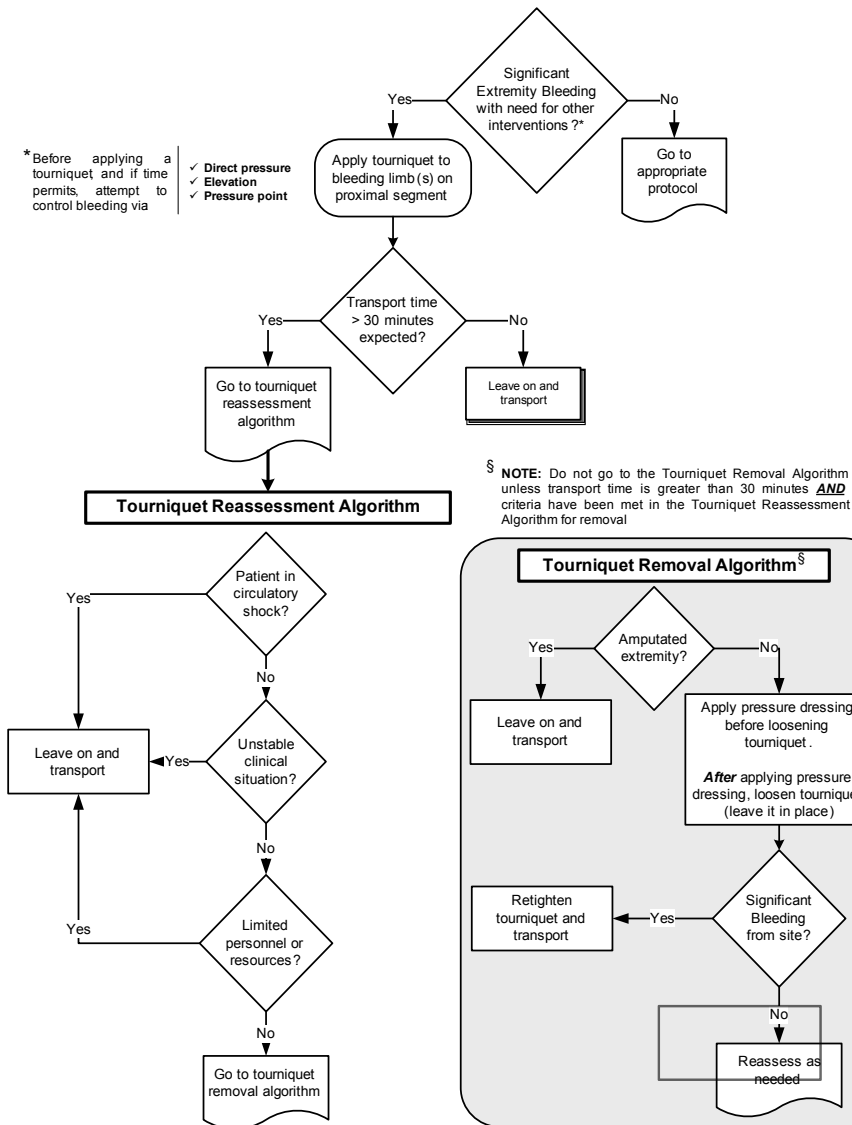 Significant
Extremity Bleeding
with need for other
interventions?*
Yes
No
* Before applying a
tourniquet, and if time
permits, attempt to
control bleeding via
✓ Direct pressure
✓ Elevation
✓ Pressure point
Apply tourniquet to
bleeding limb(s) on
proximal segment
Go to
appropriate
protocol
Transport time
> 30 minutes
expected?
Yes
No
Go to tourniquet
reassessment
algorithm
Leave on and
transport
§ NOTE: Do not go to the Tourniquet Removal Algorithm
unless transport time is greater than 30 minutes AND
criteria have been met in the Tourniquet Reassessment
Algorithm for removal
Tourniquet Reassessment Algorithm
Patient in
circulatory
shock?
Yes
No
Leave on and
transport
Unstable
clinical
situation?
Yes
No
Limited
personnel or
resources?
Yes
No
Go to tourniquet
removal algorithm
Tourniquet Removal Algorithm§
Amputated
extremity?
Yes
No
Leave on and
transport
Apply pressure dressing
before loosening
tourniquet.
After applying pressure
dressing, loosen tournique
(leave it in place)
Significant
Bleeding
from site?
Yes
No
Retighten
tourniquet and
transport
Reassess as
needed